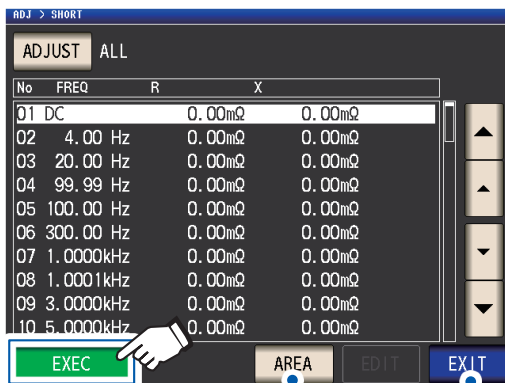 ADJ > SHORT
ADJUST ALL
No FREQ R X
01 DC 0.00mΩ 0.00mΩ
02 4.00 Hz 0.00mΩ 0.00mΩ
03 20.00 Hz 0.00mΩ 0.00mΩ
04 99.99 Hz 0.00mΩ 0.00mΩ
05 100.00 Hz 0.00mΩ 0.00mΩ
06 300.00 Hz 0.00mΩ 0.00mΩ
07 1.0000kHz 0.00mΩ 0.00mΩ
08 1.0001kHz 0.00mΩ 0.00mΩ
09 3.0000kHz 0.00mΩ 0.00mΩ
10 5.0000kHz 0.00mΩ 0.00mΩ
EXEC AREA EDIT EXIT